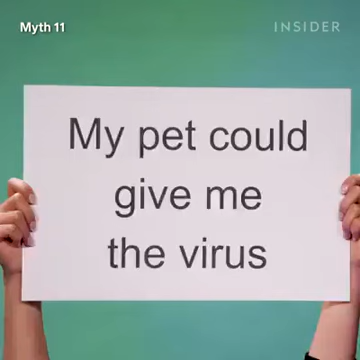 Myth 11
INSIDER
My pet could
give me
the virus